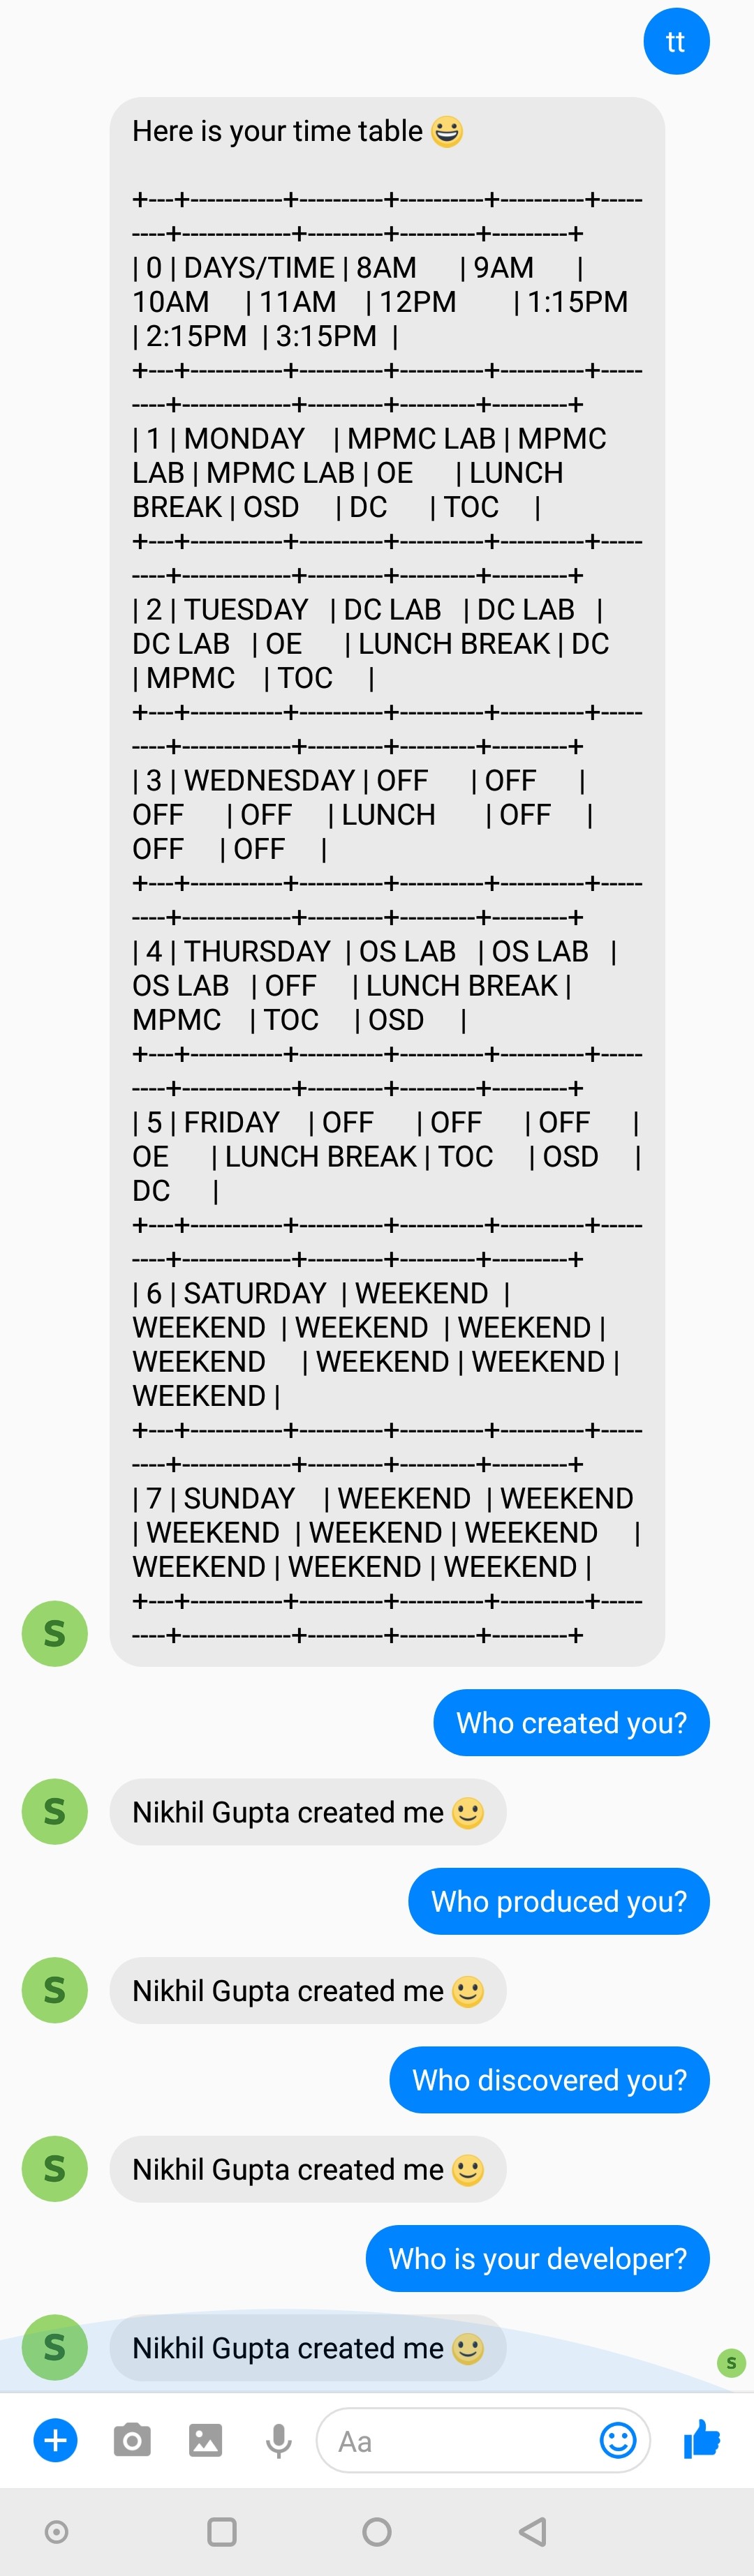 tt
Here is your time table 😀
+---+-----------+----------+----------+----------+-----
----+-------------+---------+---------+---------+
| 0 | DAYS/TIME | 8AM | 9AM |
10AM | 11AM | 12PM | 1:15PM
| 2:15PM | 3:15PM |
+---+-----------+----------+----------+----------+-----
----+-------------+---------+---------+---------+
| 1 | MONDAY | MPMC LAB | MPMC
LAB | MPMC LAB | OE | LUNCH
BREAK | OSD | DC | TOC |
+---+-----------+----------+----------+----------+-----
----+-------------+---------+---------+---------+
| 2 | TUESDAY | DC LAB | DC LAB |
DC LAB | OE | LUNCH BREAK | DC
| MPMC | TOC |
+---+-----------+----------+----------+----------+-----
----+-------------+---------+---------+---------+
| 3 | WEDNESDAY | OFF | OFF |
OFF | OFF | LUNCH | OFF |
OFF | OFF |
+---+-----------+----------+----------+----------+-----
----+-------------+---------+---------+---------+
| 4 | THURSDAY | OS LAB | OS LAB |
OS LAB | OFF | LUNCH BREAK |
MPMC | TOC | OSD |
+---+-----------+----------+----------+----------+-----
----+-------------+---------+---------+---------+
| 5 | FRIDAY | OFF | OFF | OFF |
OE | LUNCH BREAK | TOC | OSD |
DC |
+---+-----------+----------+----------+----------+-----
----+-------------+---------+---------+---------+
| 6 | SATURDAY | WEEKEND |
WEEKEND | WEEKEND | WEEKEND |
WEEKEND | WEEKEND | WEEKEND |
WEEKEND |
+---+-----------+----------+----------+----------+-----
----+-------------+---------+---------+---------+
| 7 | SUNDAY | WEEKEND | WEEKEND
| WEEKEND | WEEKEND | WEEKEND |
WEEKEND | WEEKEND | WEEKEND |
+---+-----------+----------+----------+----------+-----
S ----+-------------+---------+---------+---------+
Who created you?
S Nikhil Gupta created me 🙂
Who produced you?
S Nikhil Gupta created me 🙂
Who discovered you?
S Nikhil Gupta created me 🙂
Who is your developer?
S Nikhil Gupta created me 🙂
S
Aa